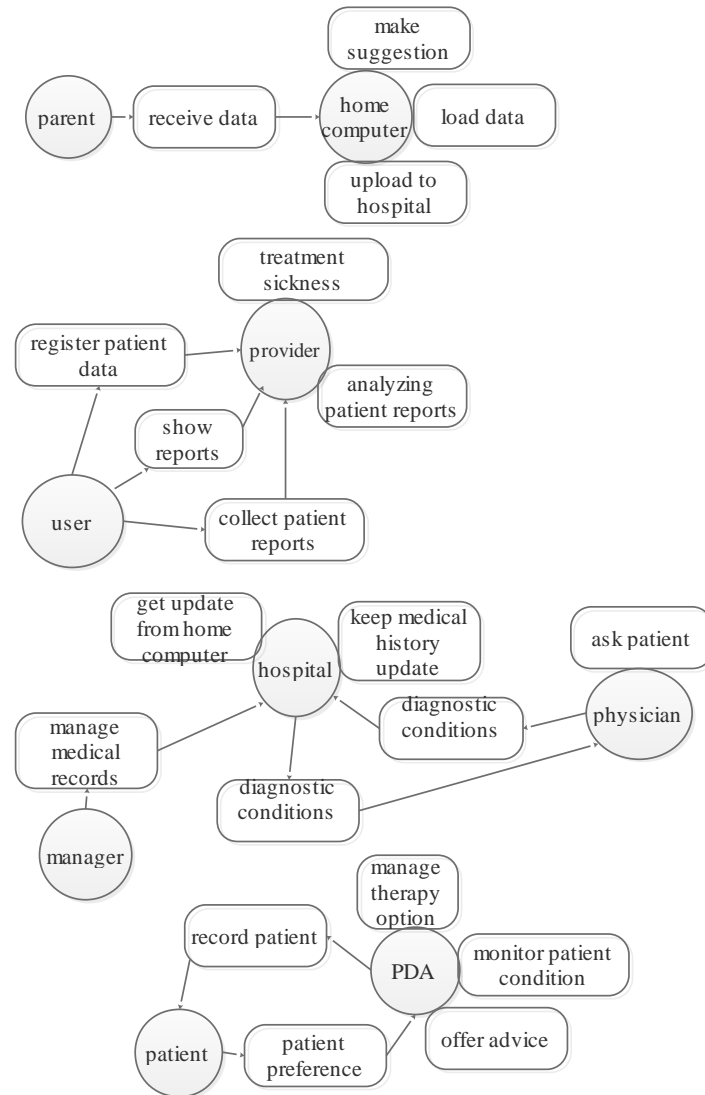 make
suggestion
parent
receive data
home
computer
load data
upload to
hospital
treatment
sickness
register patient
data
provider
analyzing
patient reports
show
reports
user
collect patient
reports
get update
from home
computer
hospital
keep medical
history
update
ask patient
physician
diagnostic
conditions
manage
medical
records
diagnostic
conditions
manager
manage
therapy
option
record patient
PDA
monitor patient
condition
offer advice
patient
patient
preference